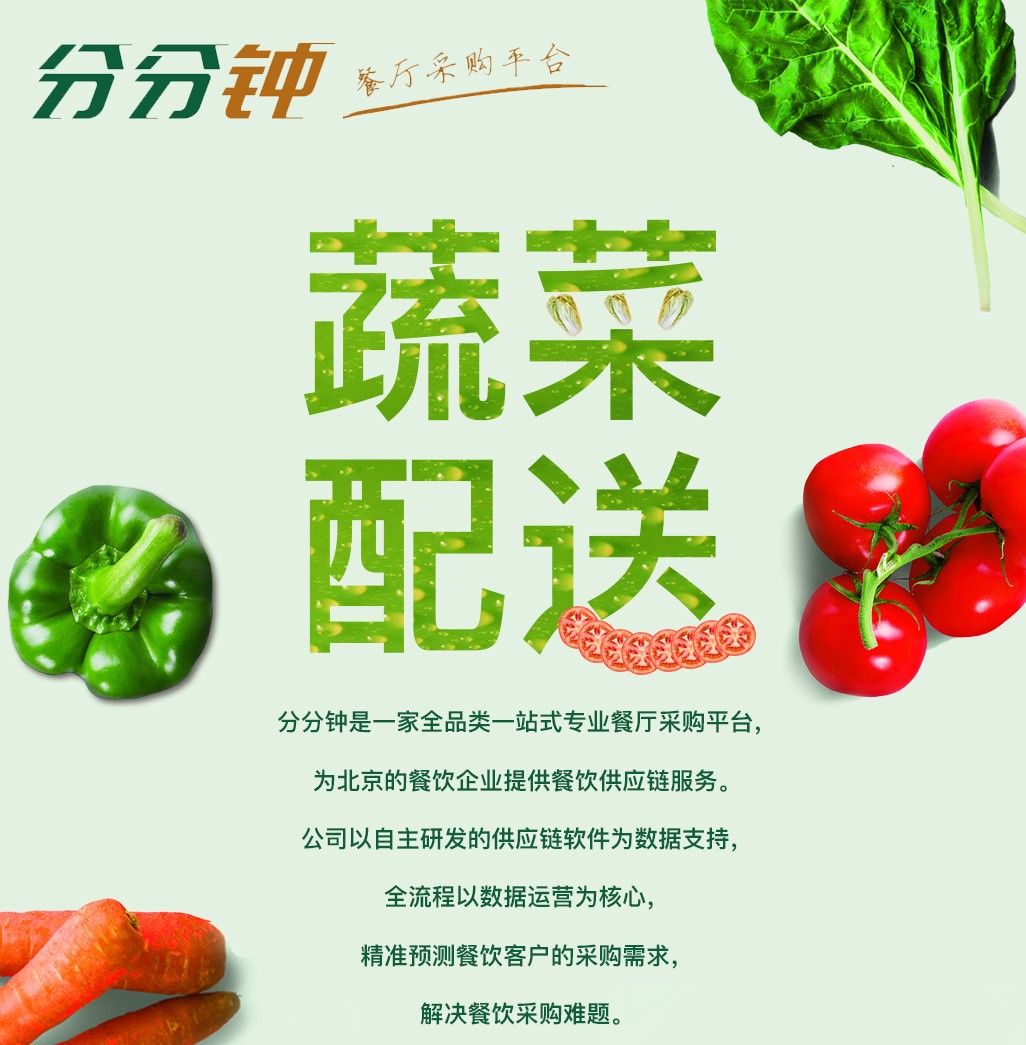 分分钟 餐厅采购平台
蔬菜
配送
分分钟是一家全品类一站式专业餐厅采购平台，
为北京的餐饮企业提供餐饮供应链服务。
公司以自主研发的供应链软件为数据支持，
全流程以数据运营为核心，
精准预测餐饮客户的采购需求，
解决餐饮采购难题。